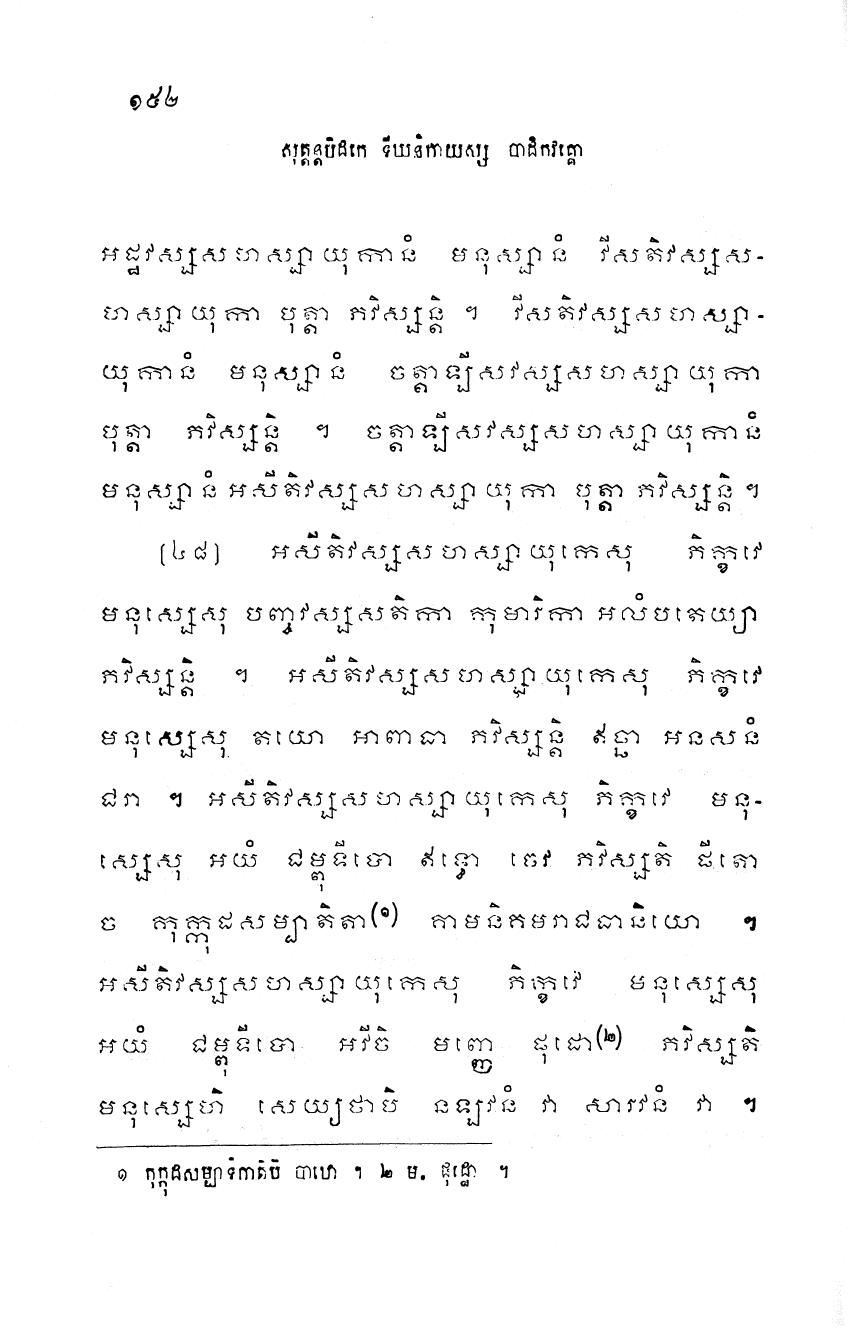 ១៥២
សុត្តន្តបិដកេ ទីឃនិកាយស្ស បាដិកវគ្គោ
អដ្ឋវស្សសហស្សាយុកានំ មនុស្សានំ វីសតិវស្សស-
ហស្សាយុកា បុត្តា ភវិស្សន្តិ ។ វីសតិវស្សសហស្សា-
យុកានំ មនុស្សានំ ចត្តាឡីសវស្សសហស្សាយុកា
បុត្តា ភវិស្សន្តិ ។ ចត្តាឡីសវស្សសហស្សាយុកានំ
មនុស្សានំ អសីតិវស្សសហស្សាយុកា បុត្តា ភវិស្សន្តិ ។
(៤៨) អសីតិវស្សសហស្សាយុកេសុ ភិក្ខវេ
មនុស្សេសុ បញ្ចវស្សសតិកា កុមារិកា អលំបតេយ្យា
ភវិស្សន្តិ ។ អសីតិវស្សសហស្សាយុកេសុ ភិក្ខវេ
មនុស្សេសុ តយោ អាពាធា ភវិស្សន្តិ ឥច្ឆា អនសនំ
ជរា ។ អសីតិវស្សសហស្សាយុកេសុ ភិក្ខវេ មនុ-
ស្សេសុ អយំ ជម្ពុទីបោ ឥទ្ធោ ចេវ ភវិស្សតិ ផីតោ
ច កុក្កុដសម្បាតិតា(១) គាមនិគមរាជធានិយោ ។
អសីតិវស្សសហស្សាយុកេសុ ភិក្ខវេ មនុស្សេសុ
អយំ ជម្ពុទីបោ អវីចិ មញ្ញេ ផុដោ(២) ភវិស្សតិ
មនុស្សេហិ សេយ្យថាបិ នឡវនំ វា សារវនំ វា ។
១ កុក្កុដសម្បាទិកាតិបិ បាឋោ ។ ២ ម. ផុដ្ឋោ ។